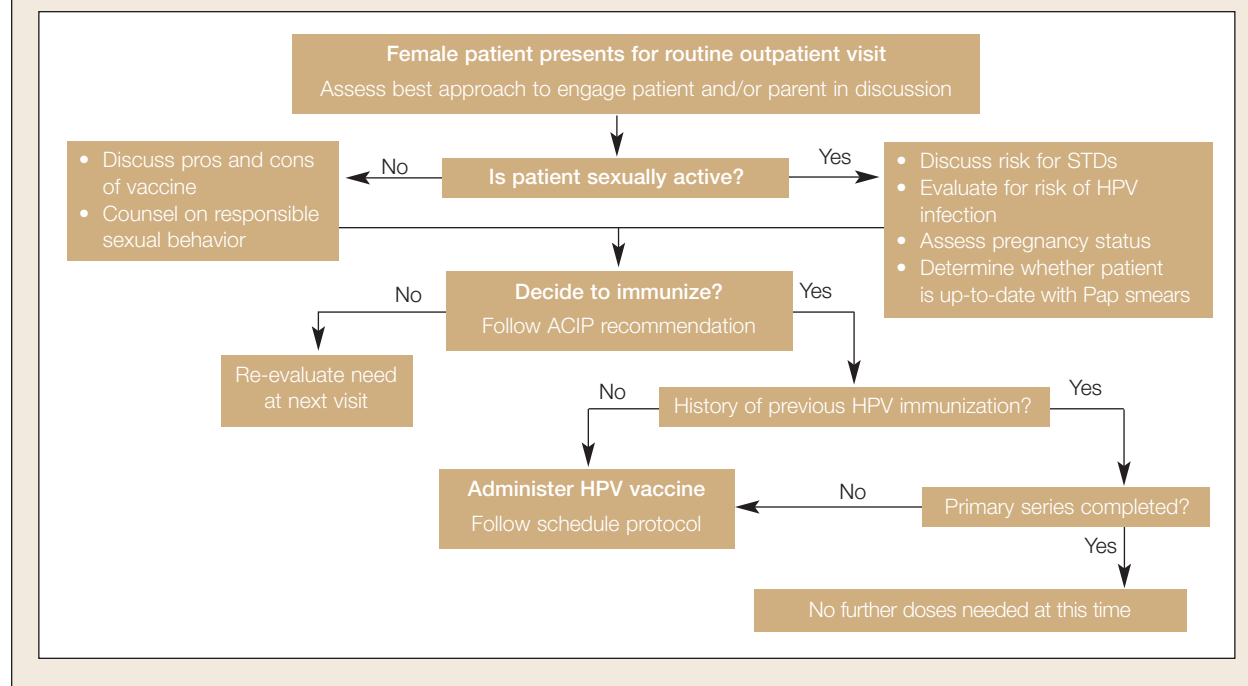 Female patient presents for routine outpatient visit
Assess best approach to engage patient and/or parent in discussion
• Discuss pros and cons
of vaccine
• Counsel on responsible
sexual behavior
No
Is patient sexually active?
Yes
• Discuss risk for STDs
• Evaluate for risk of HPV
infection
• Assess pregnancy status
• Determine whether patient
is up-to-date with Pap smears
No
Decide to immunize?
Follow ACIP recommendation
Yes
Re-evaluate need
at next visit
No
History of previous HPV immunization?
Yes
Administer HPV vaccine
Follow schedule protocol
No
Primary series completed?
Yes
No further doses needed at this time